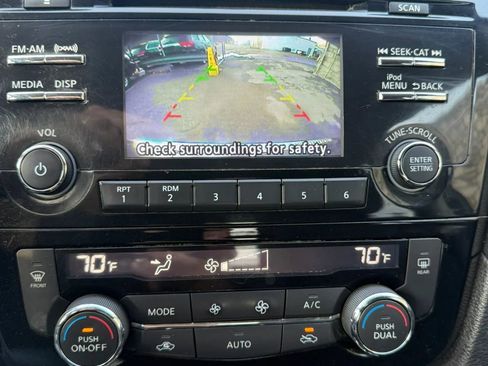 SCAN
FM·AM
((SXM))
SEEK·CAT
MEDIA
DISP
iPod
MENU
BACK
Check surroundings for safety.
VOL
TUNE·SCROLL
ENTER
SETTING
RPT
1
RDM
2
3
4
5
6
70°F
70°F
FRONT
REAR
MODE
A/C
PUSH
ON·OFF
AUTO
PUSH
DUAL